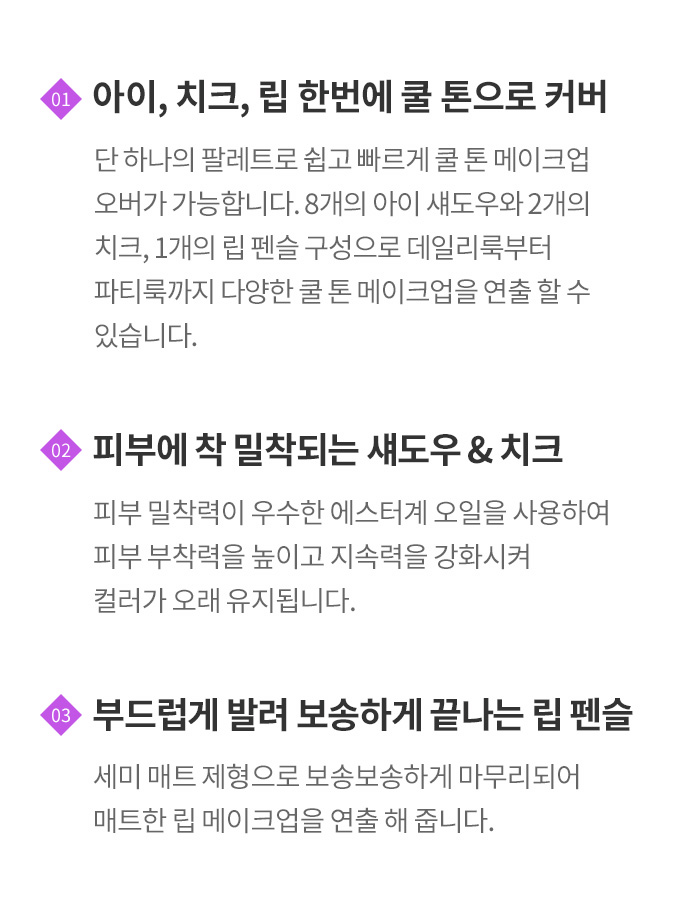 01 아이, 치크, 립 한번에 쿨 톤으로 커버
단 하나의 팔레트로 쉽고 빠르게 쿨 톤 메이크업
오버가 가능합니다. 8개의 아이 섀도우와 2개의
치크, 1개의 립 펜슬 구성으로 데일리룩부터
파티룩까지 다양한 쿨 톤 메이크업을 연출 할 수
있습니다.
02 피부에 착 밀착되는 섀도우 & 치크
피부 밀착력이 우수한 에스터계 오일을 사용하여
피부 부착력을 높이고 지속력을 강화시켜
컬러가 오래 유지됩니다.
03 부드럽게 발려 보송하게 끝나는 립 펜슬
세미 매트 제형으로 보송보송하게 마무리되어
매트한 립 메이크업을 연출 해 줍니다.